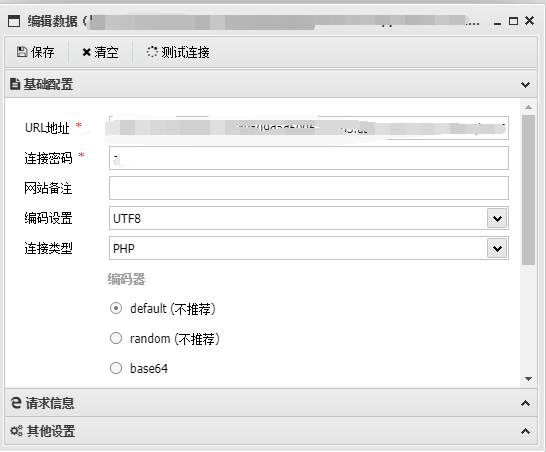 编辑数据 (
保存 清空 测试连接
基础配置
URL地址 *
连接密码 *
网站备注
编码设置 UTF8
连接类型 PHP
编码器
default (不推荐)
random (不推荐)
base64
请求信息
其他设置